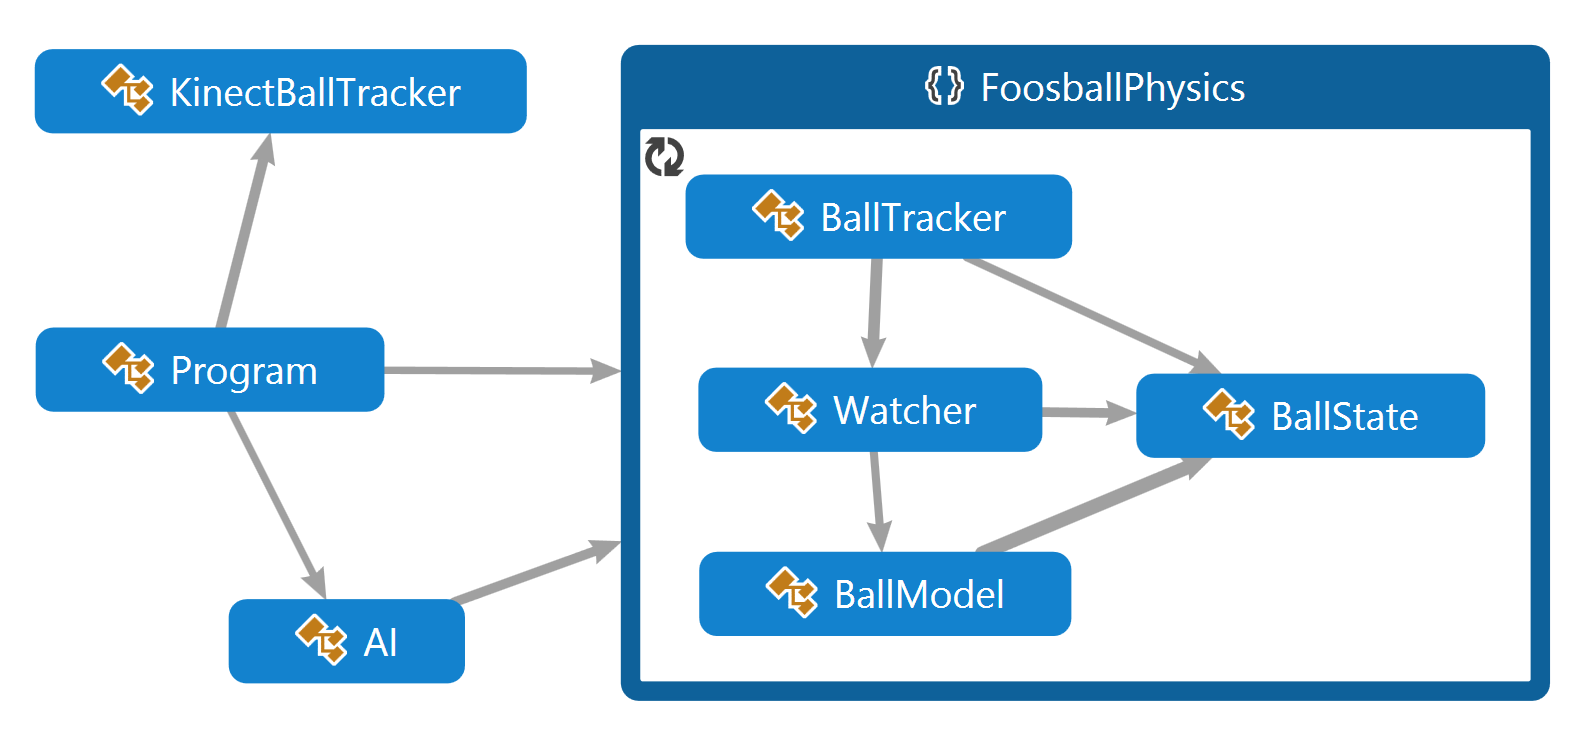 KinectBallTracker
FoosballPhysics
BallTracker
Program
Watcher
BallState
BallModel
AI